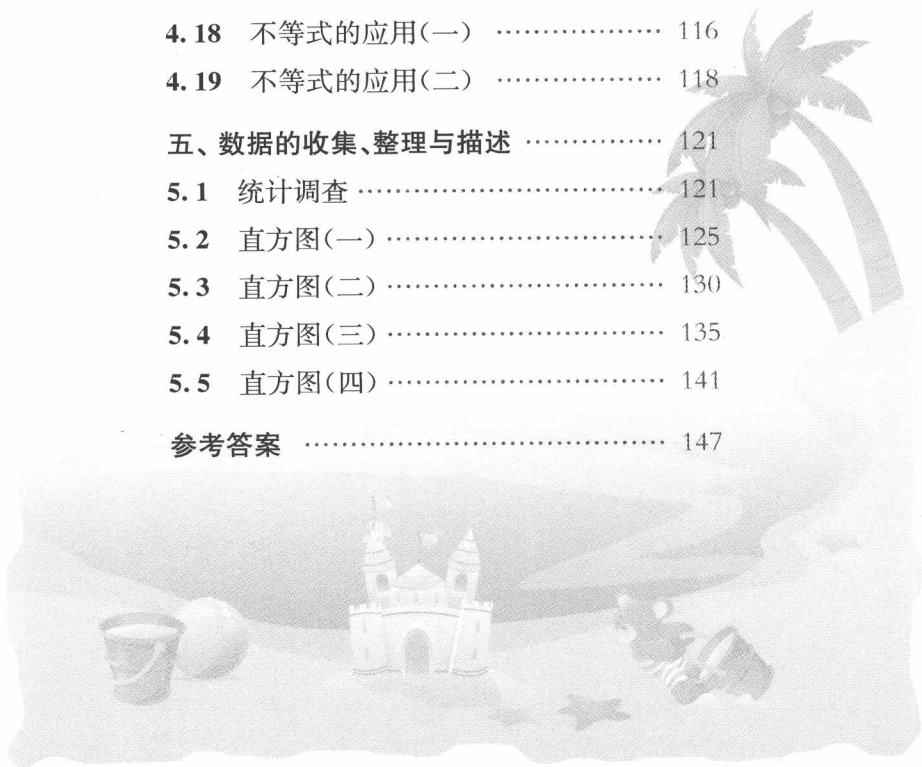 4.18 不等式的应用(一) ……………… 116
4.19 不等式的应用(二) ……………… 118
五、数据的收集、整理与描述 …………… 121
5.1 统计调查 ………………………… 121
5.2 直方图(一) ……………………… 125
5.3 直方图(二) ……………………… 130
5.4 直方图(三) ……………………… 135
5.5 直方图(四) ……………………… 141
参考答案 ……………………………… 147